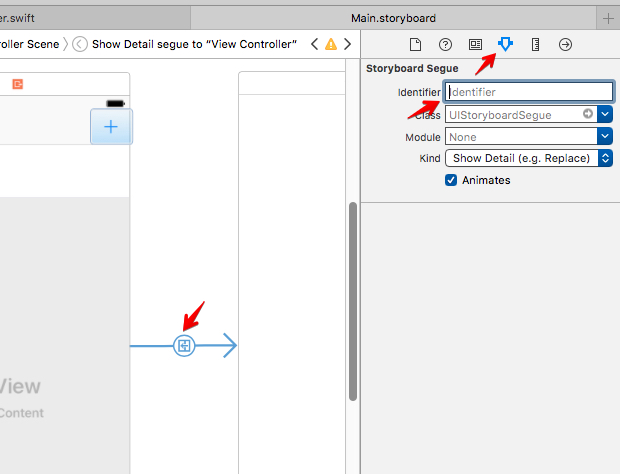 er.swift
Main.storyboard
oller Scene
Show Detail segue to “View Controller”
Storyboard Segue
Identifier
Identifier
Class
UIStoryboardSegue
Module
None
Kind
Show Detail (e.g. Replace)
Animates
View
Content